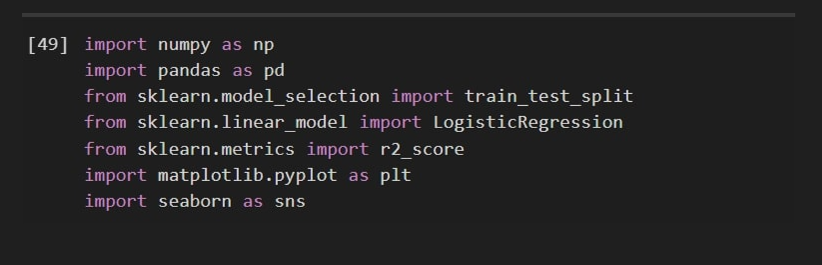 [49] import numpy as np
import pandas as pd
from sklearn.model_selection import train_test_split
from sklearn.linear_model import LogisticRegression
from sklearn.metrics import r2_score
import matplotlib.pyplot as plt
import seaborn as sns